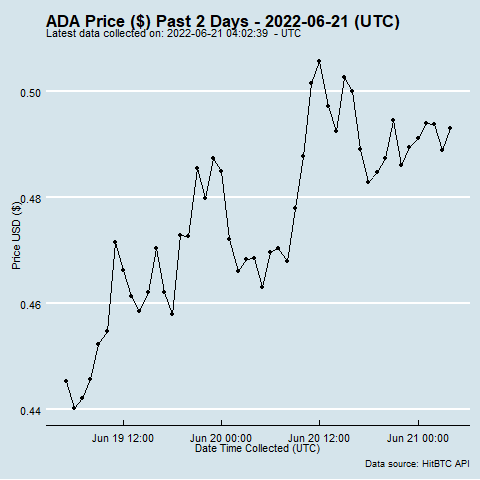 ADA Price ($) Past 2 Days - 2022-06-21 (UTC)
Latest data collected on: 2022-06-21 04:02:39 - UTC
Price USD ($)
0.50
0.48
0.46
0.44
Jun 19 12:00 Jun 20 00:00 Jun 20 12:00 Jun 21 00:00
Date Time Collected (UTC)
Data source: HitBTC API